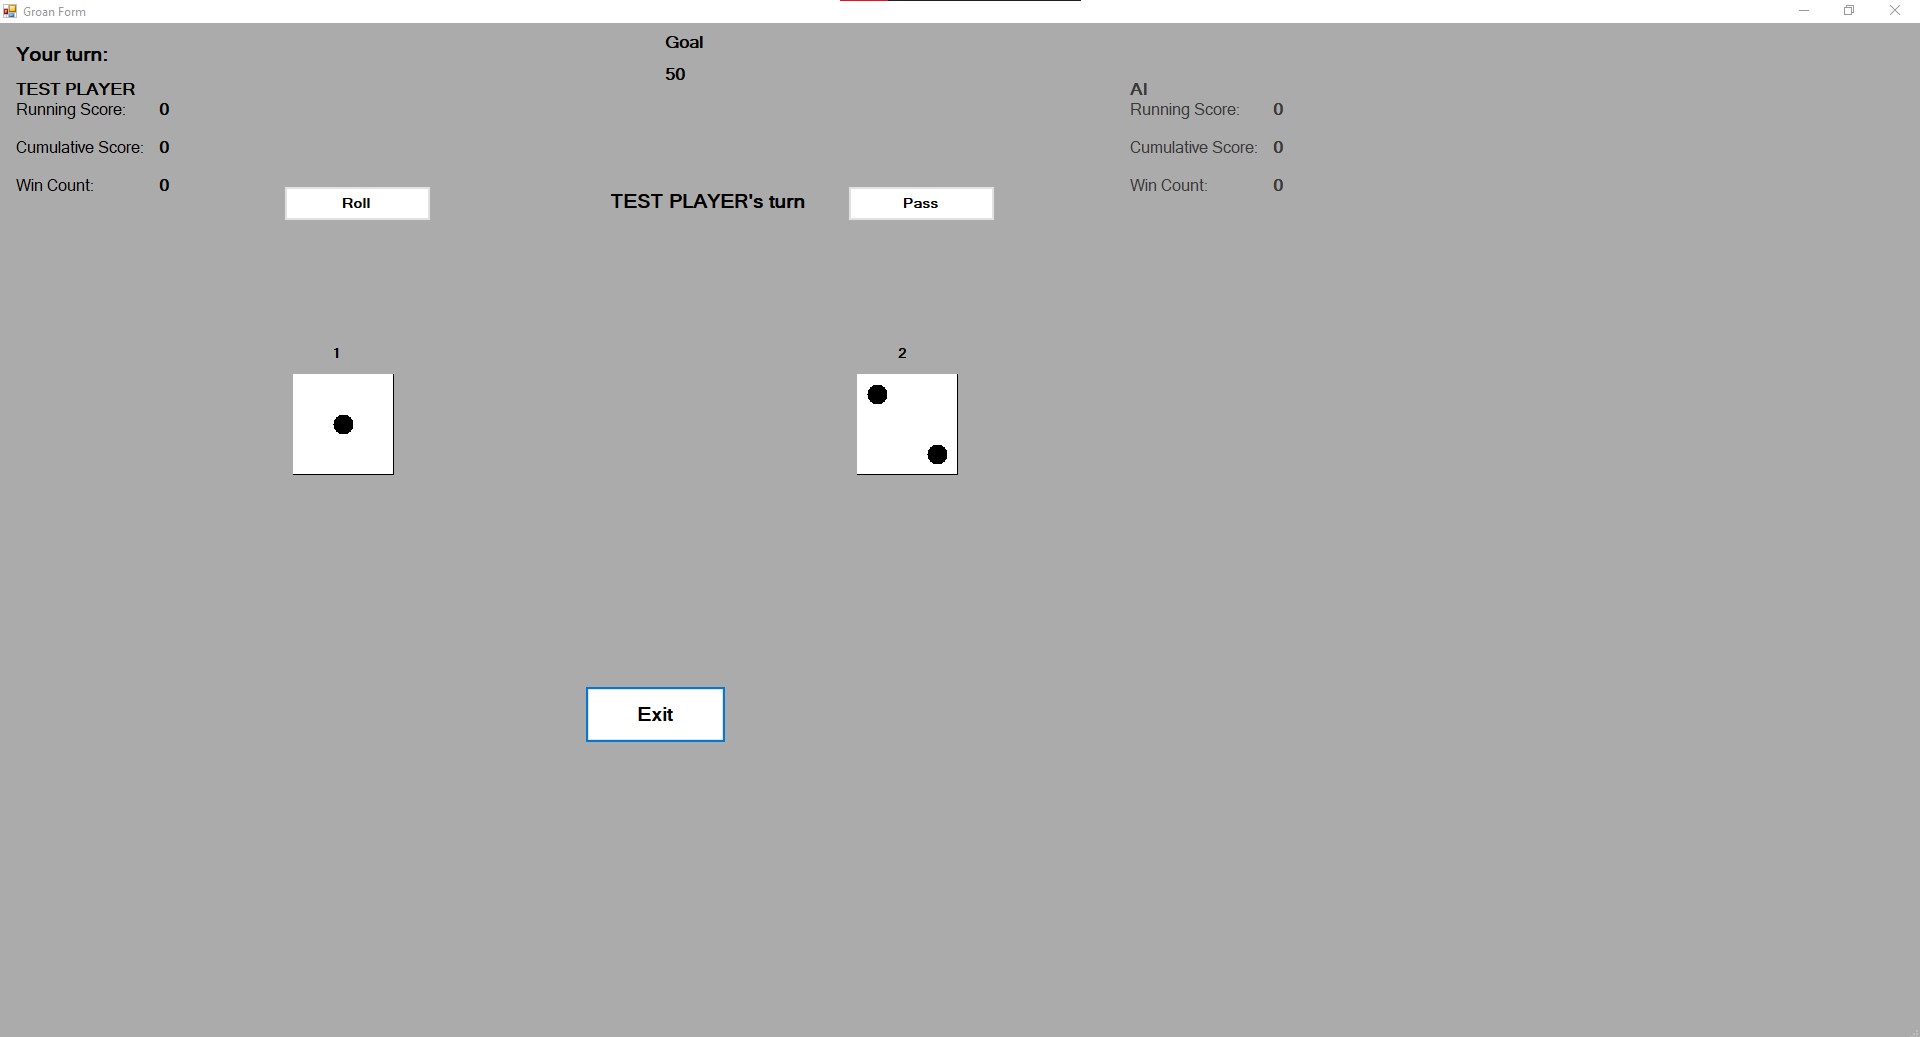 Groan Form
Goal
Your turn:
50
TEST PLAYER
Running Score: 0
Cumulative Score: 0
Win Count: 0
AI
Running Score: 0
Cumulative Score: 0
Win Count: 0
Roll
TEST PLAYER's turn
Pass
1
2
Exit